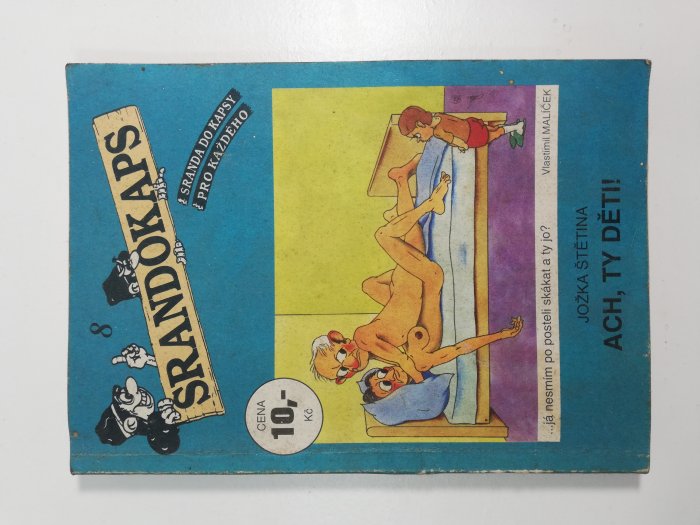 8
SRANDOKAPS
SRANDA DO KAPSY
PRO KAŽDÉHO
CENA
10,-
Kč
...já nesmím po posteli skákat a ty jo?
Vlastimil MALÍČEK
JOŽKA ŠTĚTINA
ACH, TY DĚTI!